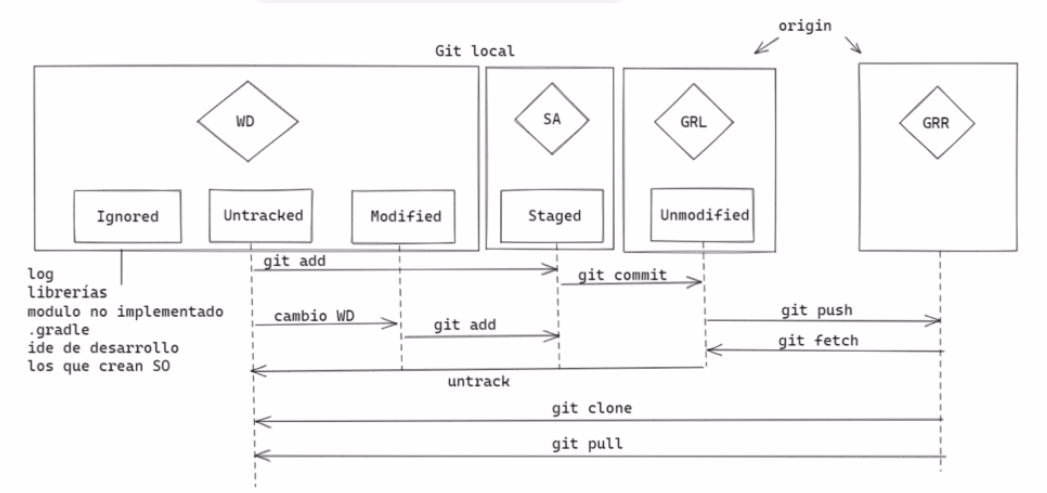 origin
Git local
WD
SA
GRL
GRR
Ignored
Untracked
Modified
Staged
Unmodified
git add
git commit
log
librerías
modulo no implementado
.gradle
ide de desarrollo
los que crean SO
cambio WD
git add
git push
git fetch
untrack
git clone
git pull